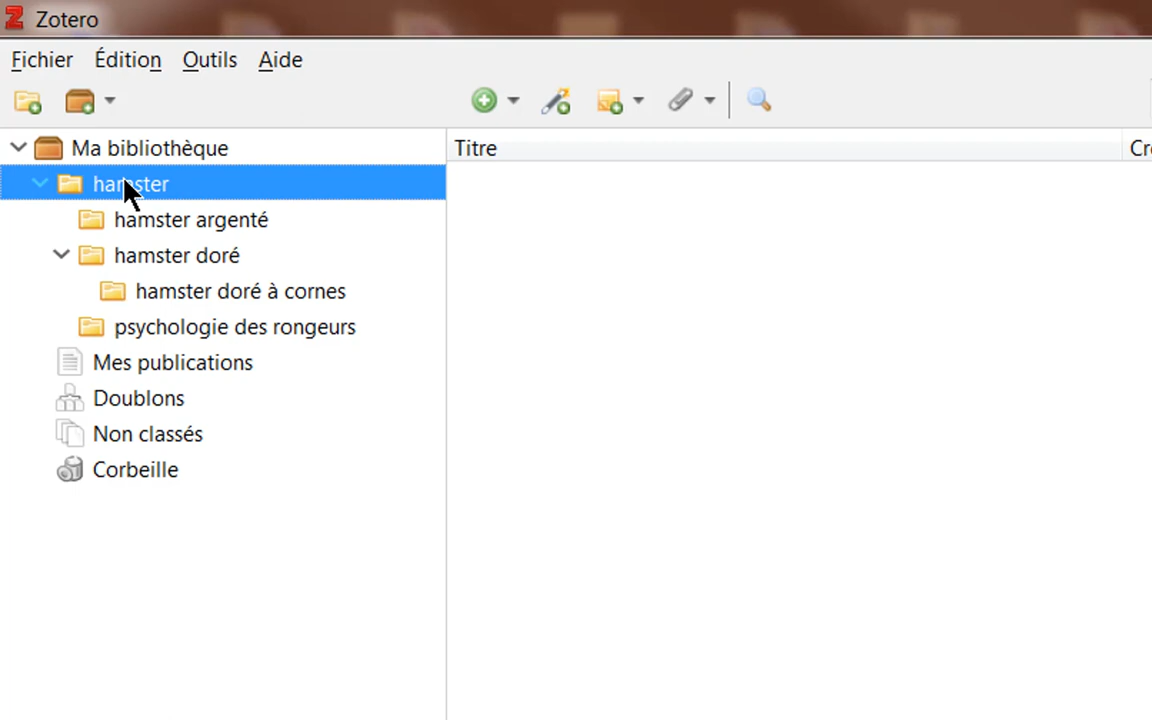 Zotero
Fichier Édition Outils Aide
Ma bibliothèque
Titre
Cr
hamster
hamster argenté
hamster doré
hamster doré à cornes
psychologie des rongeurs
Mes publications
Doublons
Non classés
Corbeille